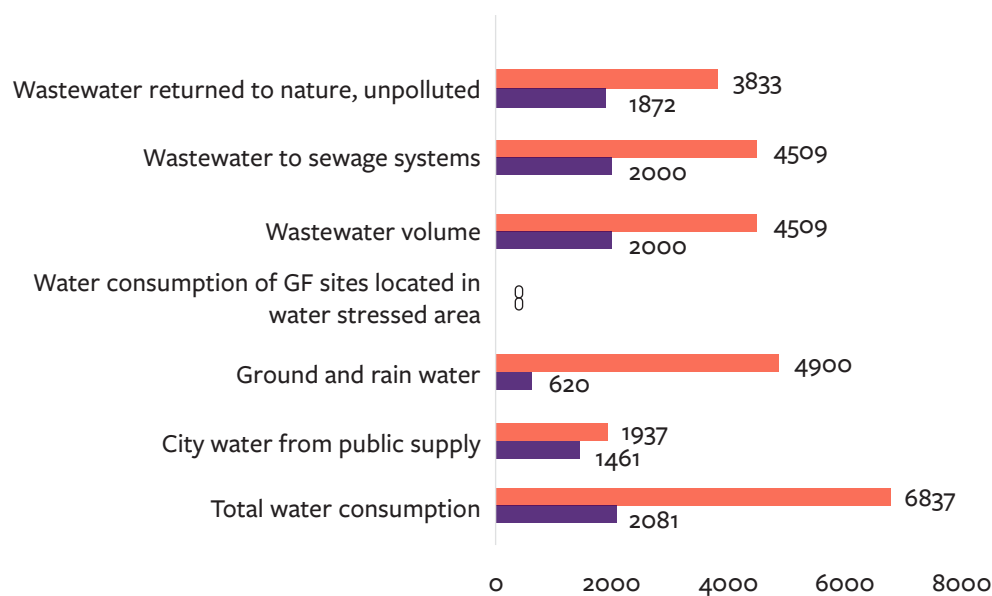 Wastewater returned to nature, unpolluted
3833
1872
Wastewater to sewage systems
4509
2000
Wastewater volume
4509
2000
Water consumption of GF sites located in
water stressed area
0
0
Ground and rain water
4900
620
City water from public supply
1937
1461
Total water consumption
6837
2081
0 2000 4000 6000 8000